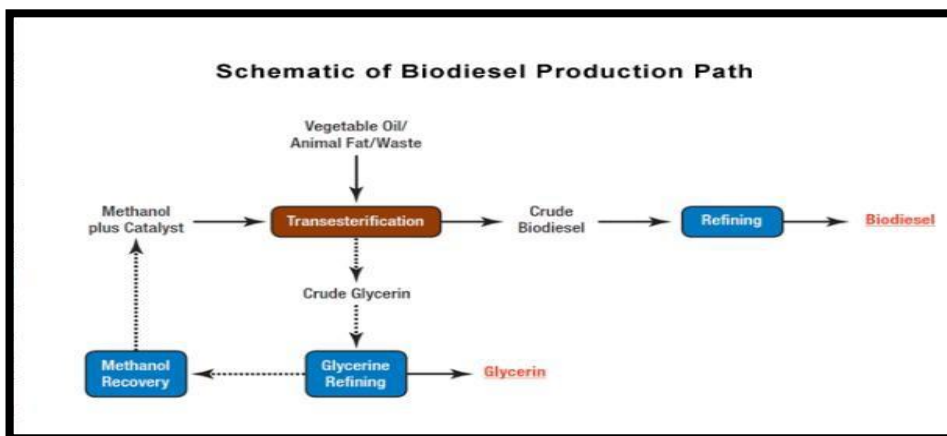 Schematic of Biodiesel Production Path
Vegetable Oil/
Animal Fat/Waste
Methanol
plus Catalyst
Transesterification
Crude
Biodiesel
Refining
Biodiesel
Crude Glycerin
Methanol
Recovery
Glycerine
Refining
Glycerin